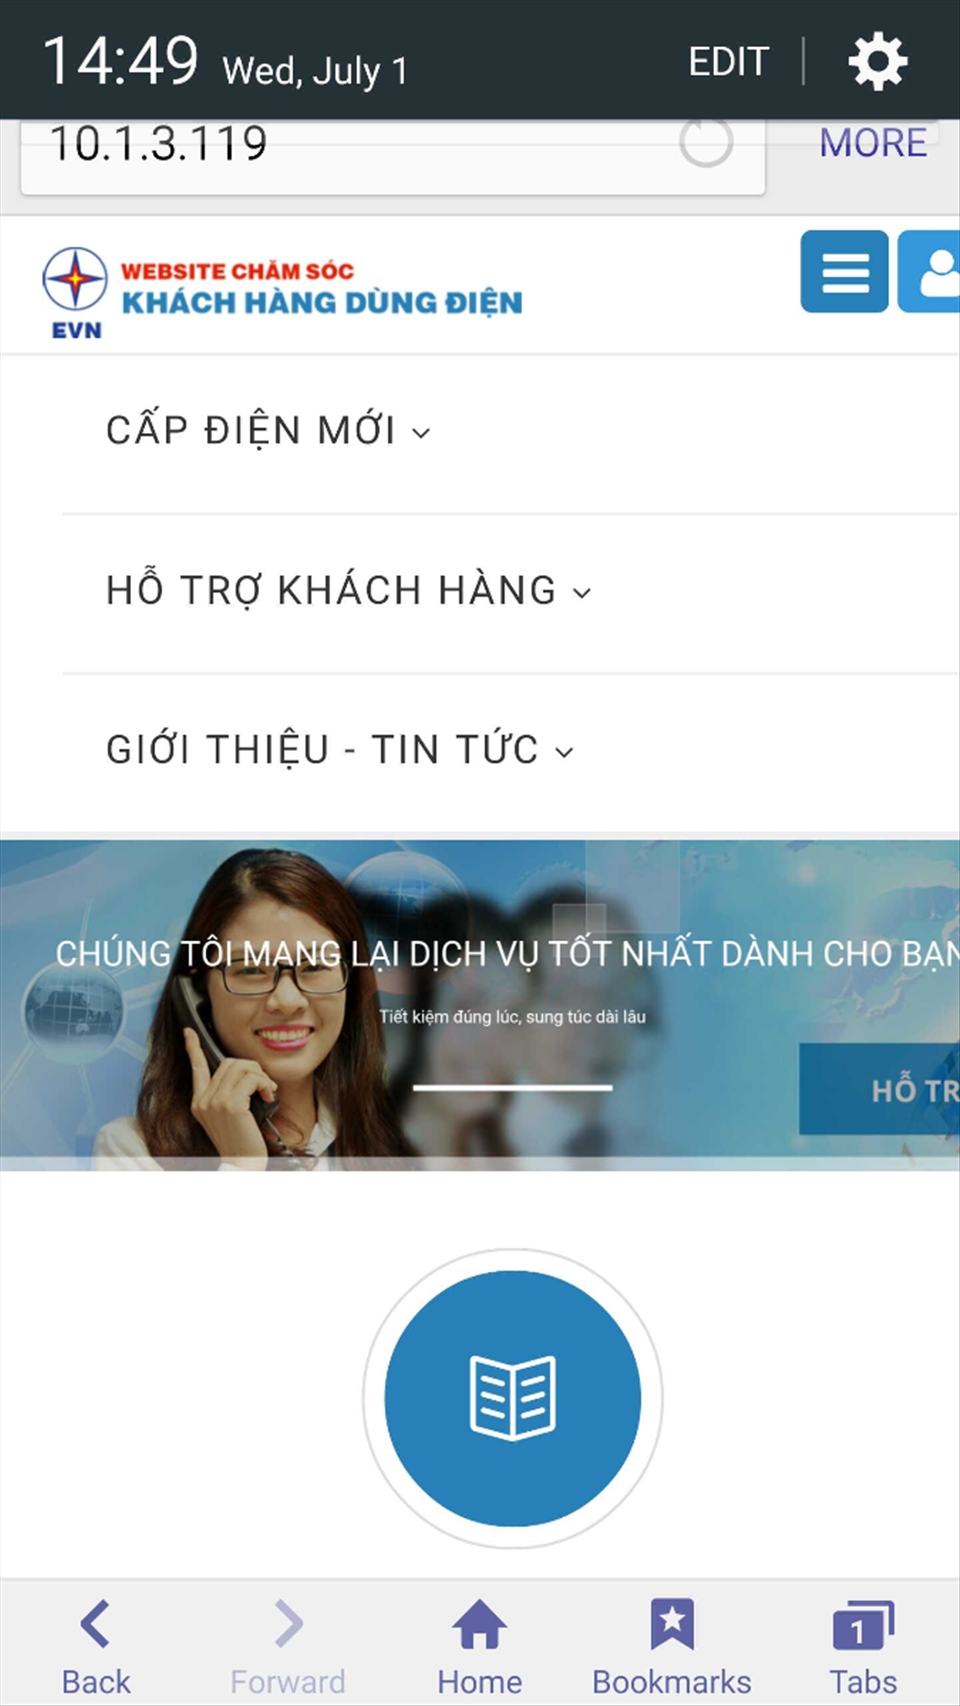 14:49 Wed, July 1 EDIT
10.1.3.119 MORE
WEBSITE CHĂM SÓC
KHÁCH HÀNG DÙNG ĐIỆN
EVN
CẤP ĐIỆN MỚI
HỖ TRỢ KHÁCH HÀNG
GIỚI THIỆU - TIN TỨC
CHÚNG TÔI MANG LẠI DỊCH VỤ TỐT NHẤT DÀNH CHO BẠN
Tiết kiệm đúng lúc, sung túc dài lâu
HỖ TR
Back Forward Home Bookmarks 1 Tabs